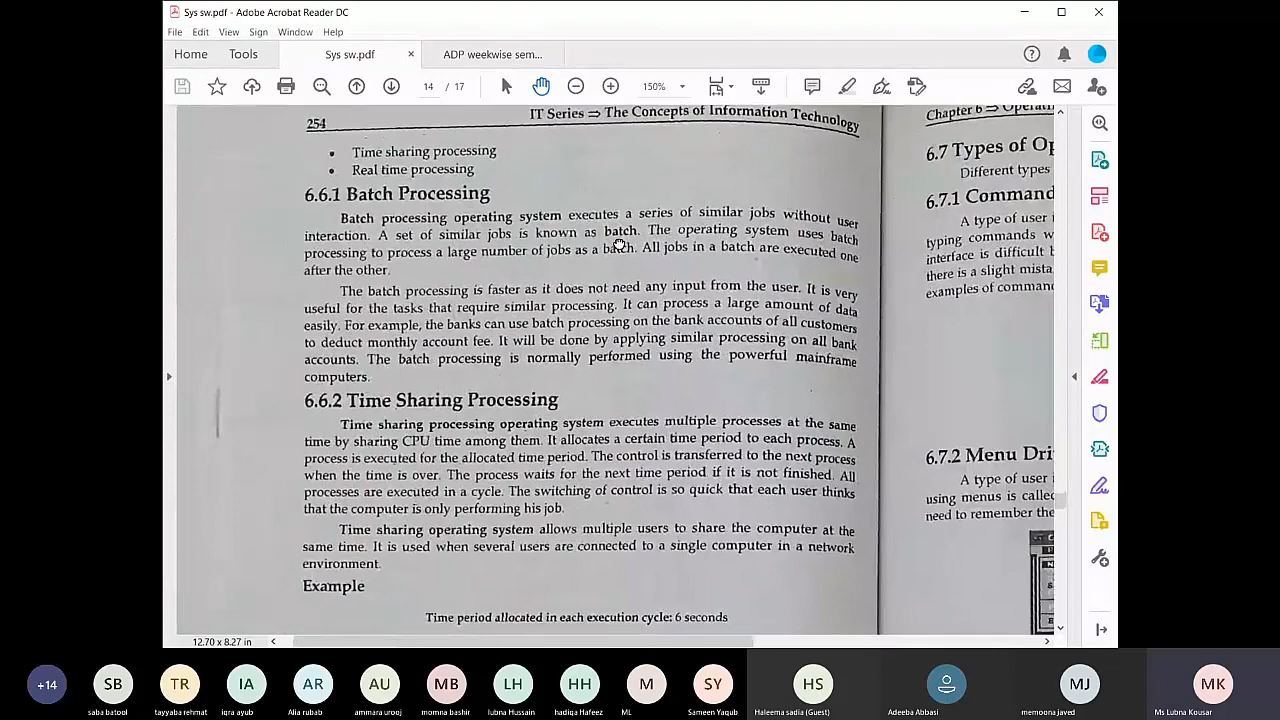 Sys sw.pdf - Adobe Acrobat Reader DC
File Edit View Sign Window Help
Home Tools Sys sw.pdf × ADP weekwise sem...
14 / 17 150%
254 IT Series ⇒ The Concepts of Information Technology
• Time sharing processing
• Real time processing
6.6.1 Batch Processing
Batch processing operating system executes a series of similar jobs without user
interaction. A set of similar jobs is known as batch. The operating system uses batch
processing to process a large number of jobs as a batch. All jobs in a batch are executed one
after the other.
The batch processing is faster as it does not need any input from the user. It is very
useful for the tasks that require similar processing. It can process a large amount of data
easily. For example, the banks can use batch processing on the bank accounts of all customers
to deduct monthly account fee. It will be done by applying similar processing on all bank
accounts. The batch processing is normally performed using the powerful mainframe
computers.
6.6.2 Time Sharing Processing
Time sharing processing operating system executes multiple processes at the same
time by sharing CPU time among them. It allocates a certain time period to each process. A
process is executed for the allocated time period. The control is transferred to the next process
when the time is over. The process waits for the next time period if it is not finished. All
processes are executed in a cycle. The switching of control is so quick that each user thinks
that the computer is only performing his job.
Time sharing operating system allows multiple users to share the computer at the
same time. It is used when several users are connected to a single computer in a network
environment.
Example
Time period allocated in each execution cycle: 6 seconds
Chapter 6 ⇒ Operati
6.7 Types of Op
Different types
6.7.1 Command
A type of user
typing commands w
interface is difficult
there is a slight mista
examples of comman
6.7.2 Menu Dri
A type of user
using menus is calle
need to remember the
12.70 x 8.27 in
+14 SB TR IA AR AU MB LH HH M SY HS MJ MK
saba batool tayyaba rehmat iqra ayub Alia rubab ammara urooj momna bashir lubna Hussain hadiqa Hafeez ML Sameen Yaqub Haleema sadia (Guest) Adeeba Abbasi memoona javed Ms Lubna Kousar